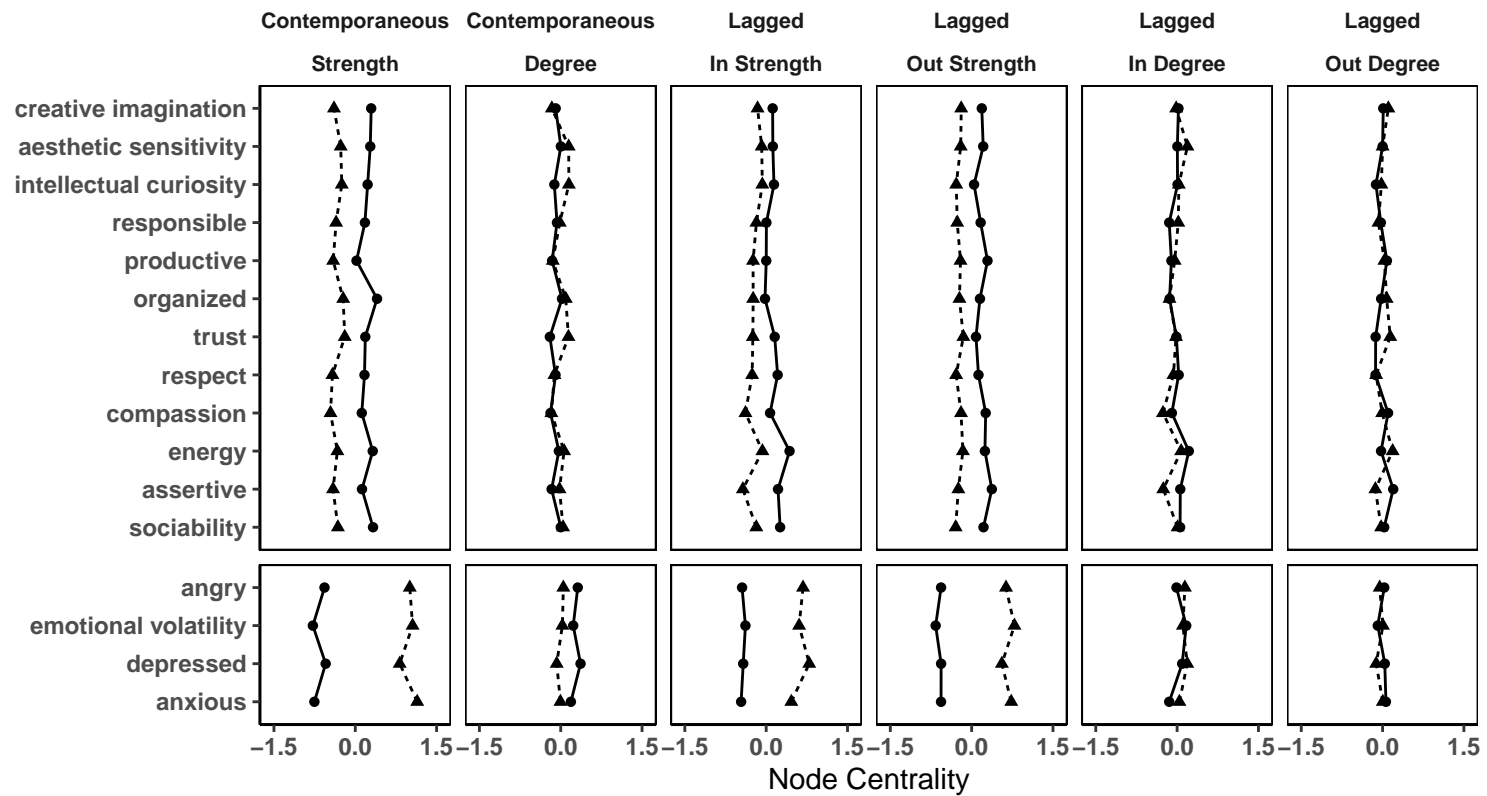 Contemporaneous Contemporaneous Lagged Lagged Lagged Lagged
Strength Degree In Strength Out Strength In Degree Out Degree
creative imagination
aesthetic sensitivity
intellectual curiosity
responsible
productive
organized
trust
respect
compassion
energy
assertive
sociability
angry
emotional volatility
depressed
anxious
−1.5 0.0 1.5 −1.5 0.0 1.5 −1.5 0.0 1.5 −1.5 0.0 1.5 −1.5 0.0 1.5 −1.5 0.0 1.5
Node Centrality